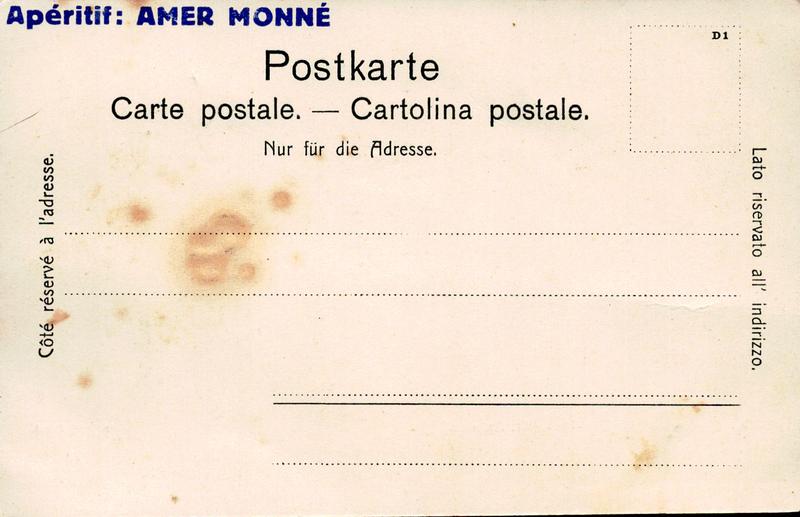 Apéritif: AMER MONNÉ
D1
Postkarte
Carte postale. — Cartolina postale.
Nur für die Adresse.
Côté réservé à l'adresse.
Lato riservato all' indirizzo.